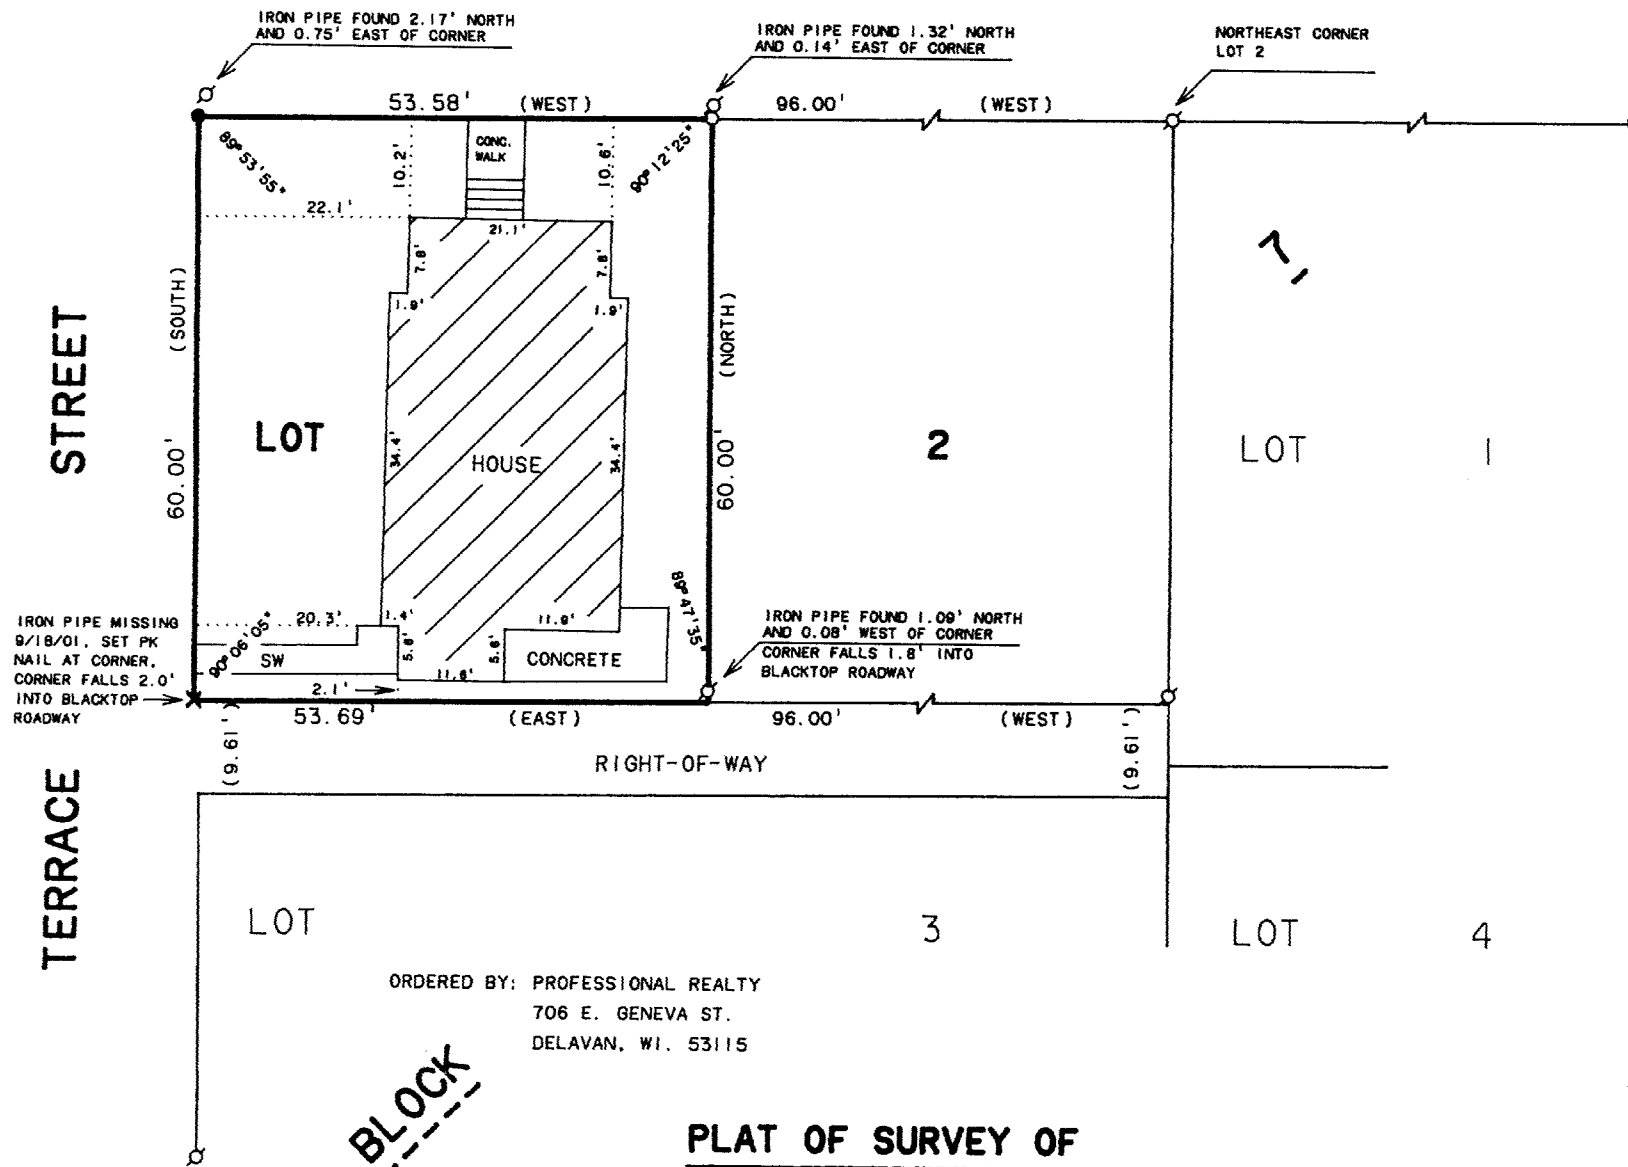 IRON PIPE FOUND 2.17' NORTH
AND 0.75' EAST OF CORNER
IRON PIPE FOUND 1.32' NORTH
AND 0.14' EAST OF CORNER
NORTHEAST CORNER
LOT 2
53.58' (WEST)
96.00' (WEST)
89°53'55"
10.2'
CONC.
WALK
10.6'
90°12'25"
22.1'
21.1'
7.8'
7.8'
1.9'
1.9'
7,
STREET
(SOUTH)
60.00'
(NORTH)
60.00'
LOT
34.4'
HOUSE
34.4'
2
LOT 1
IRON PIPE MISSING
9/18/01. SET PK
NAIL AT CORNER.
CORNER FALLS 2.0'
INTO BLACKTOP
ROADWAY
20.3'
1.4'
11.9'
5.6'
5.6'
90°06'05"
SW
CONCRETE
11.6'
2.1'
89°47'35"
IRON PIPE FOUND 1.09' NORTH
AND 0.08' WEST OF CORNER
CORNER FALLS 1.8' INTO
BLACKTOP ROADWAY
53.69' (EAST)
96.00' (WEST)
(9.61')
RIGHT-OF-WAY
(9.61')
TERRACE
LOT 3
LOT 4
ORDERED BY: PROFESSIONAL REALTY
706 E. GENEVA ST.
DELAVAN, WI. 53115
BLOCK
PLAT OF SURVEY OF